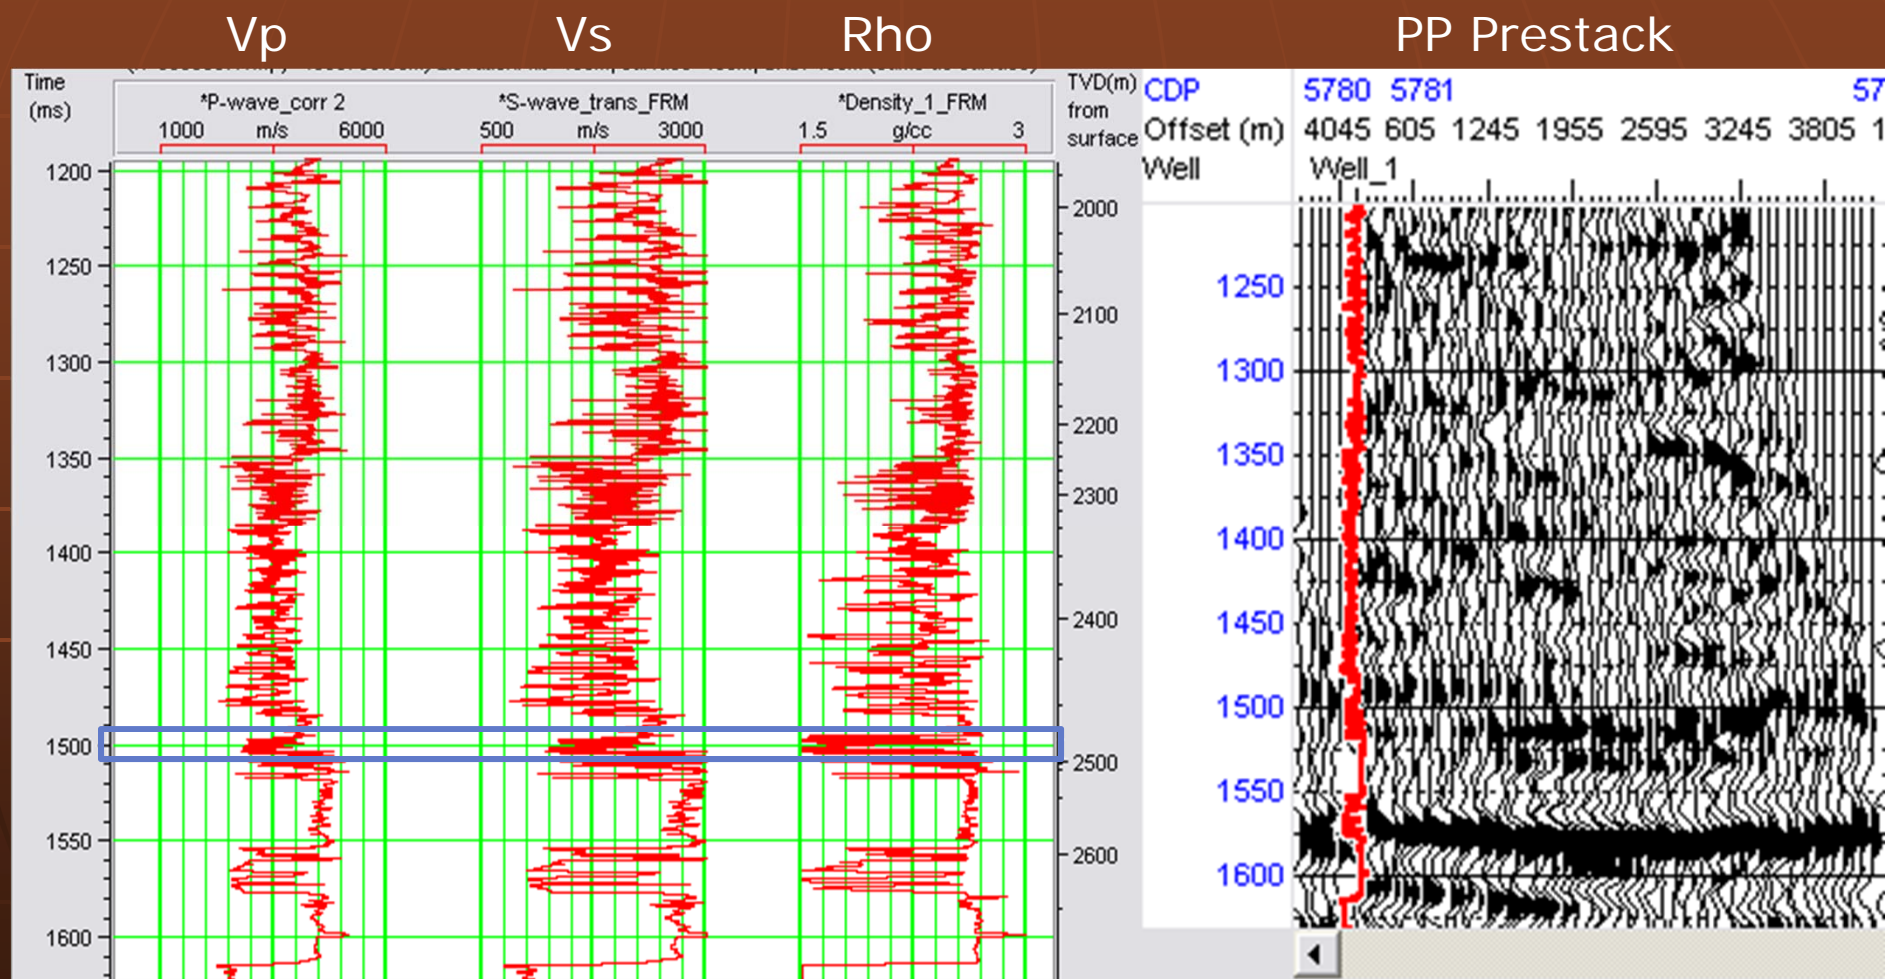 Vp Vs Rho PP Prestack
Time (ms)
*P-wave_corr 2 *S-wave_trans_FRM *Density_1_FRM
1000 m/s 6000 500 m/s 3000 1.5 g/cc 3
1200
1250
1300
1350
1400
1450
1500
1550
1600
TVD(m)
from
surface
2000
2100
2200
2300
2400
2500
2600
CDP 5780 5781 57
Offset (m) 4045 605 1245 1955 2595 3245 3805 1
Well Well_1
1250
1300
1350
1400
1450
1500
1550
1600